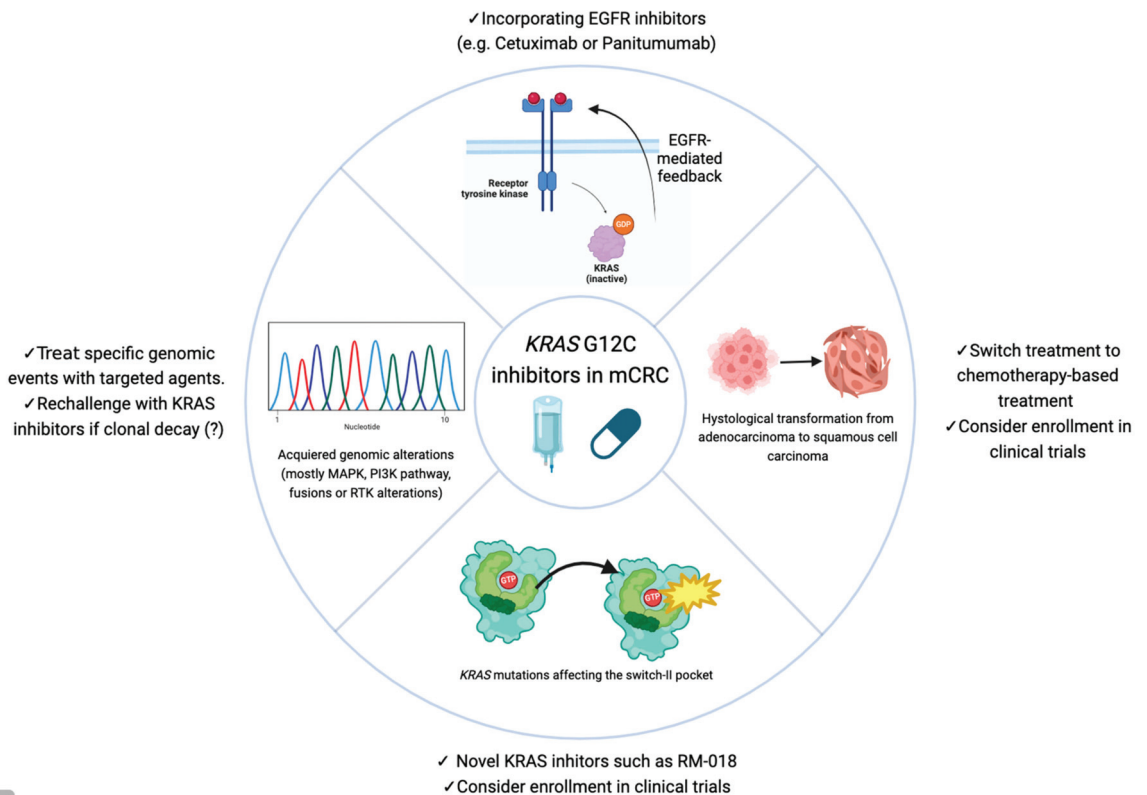 ✓Incorporating EGFR inhibitors
(e.g. Cetuximab or Panitumumab)
EGFR-
mediated
feedback
Receptor
tyrosine kinase
GDP
KRAS
(inactive)
KRAS G12C
inhibitors in mCRC
✓Treat specific genomic
events with targeted agents.
✓Rechallenge with KRAS
inhibitors if clonal decay (?)
1
Nucleotide
10
Acquiered genomic alterations
(mostly MAPK, PI3K pathway,
fusions or RTK alterations)
Hystological transformation from
adenocarcinoma to squamous cell
carcinoma
✓Switch treatment to
chemotherapy-based
treatment
✓Consider enrollment in
clinical trials
GTP
GTP
KRAS mutations affecting the switch-II pocket
✓ Novel KRAS inhitors such as RM-018
✓Consider enrollment in clinical trials